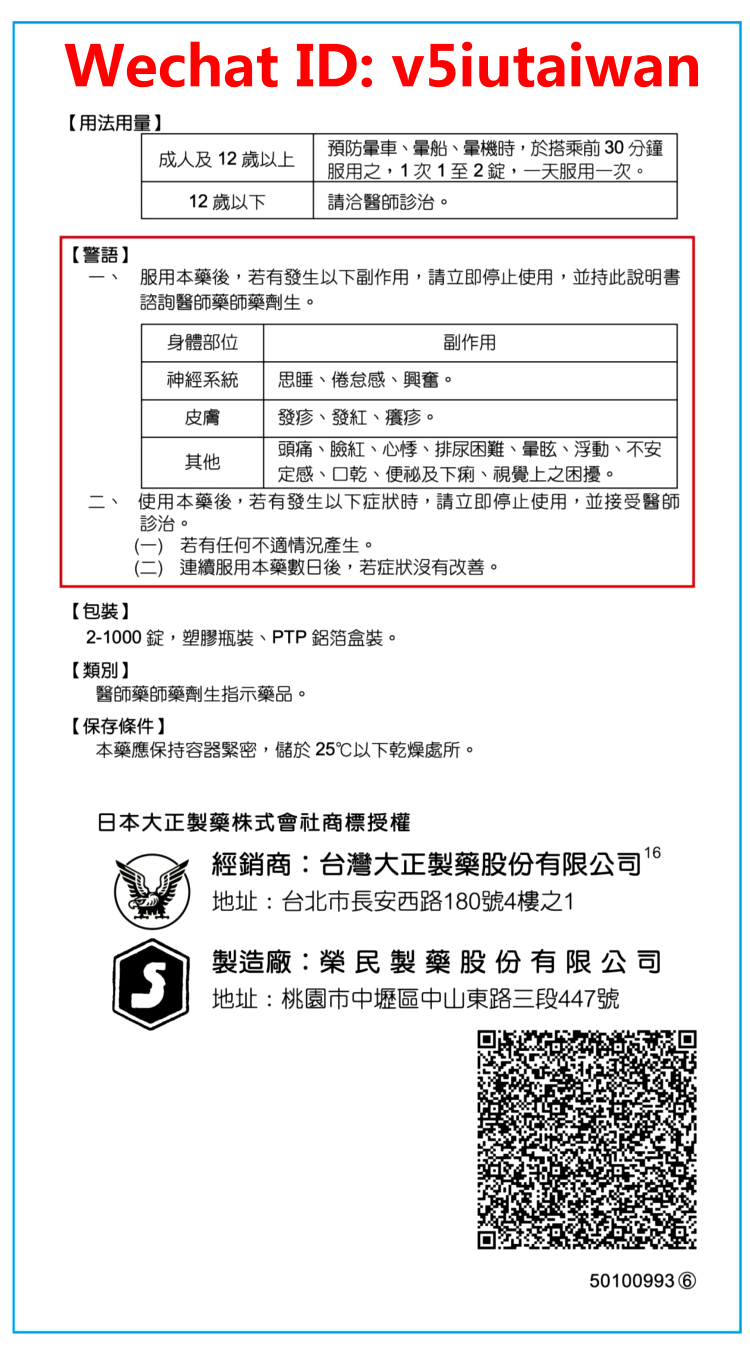 Wechat ID: v5iutaiwan
【用法用量】
成人及 12 歲以上
預防暈車、暈船、暈機時，於搭乘前 30 分鐘
服用之，1 次 1 至 2 錠，一天服用一次。
12 歲以下
請洽醫師診治。
【警語】
一、 服用本藥後，若有發生以下副作用，請立即停止使用，並持此說明書
諮詢醫師藥師藥劑生。
身體部位 副作用
神經系統 思睡、倦怠感、興奮。
皮膚 發疹、發紅、癢疹。
其他
頭痛、臉紅、心悸、排尿困難、暈眩、浮動、不安
定感、口乾、便祕及下痢、視覺上之困擾。
二、 使用本藥後，若有發生以下症狀時，請立即停止使用，並接受醫師
診治。
(一) 若有任何不適情況產生。
(二) 連續服用本藥數日後，若症狀沒有改善。
【包裝】
2-1000 錠，塑膠瓶裝、PTP 鋁箔盒裝。
【類別】
醫師藥師藥劑生指示藥品。
【保存條件】
本藥應保持容器緊密，儲於 25℃以下乾燥處所。
日本大正製藥株式會社商標授權
經銷商：台灣大正製藥股份有限公司16
地址：台北市長安西路180號4樓之1
S
製造廠：榮民製藥股份有限公司
地址：桃園市中壢區中山東路三段447號
50100993⑥